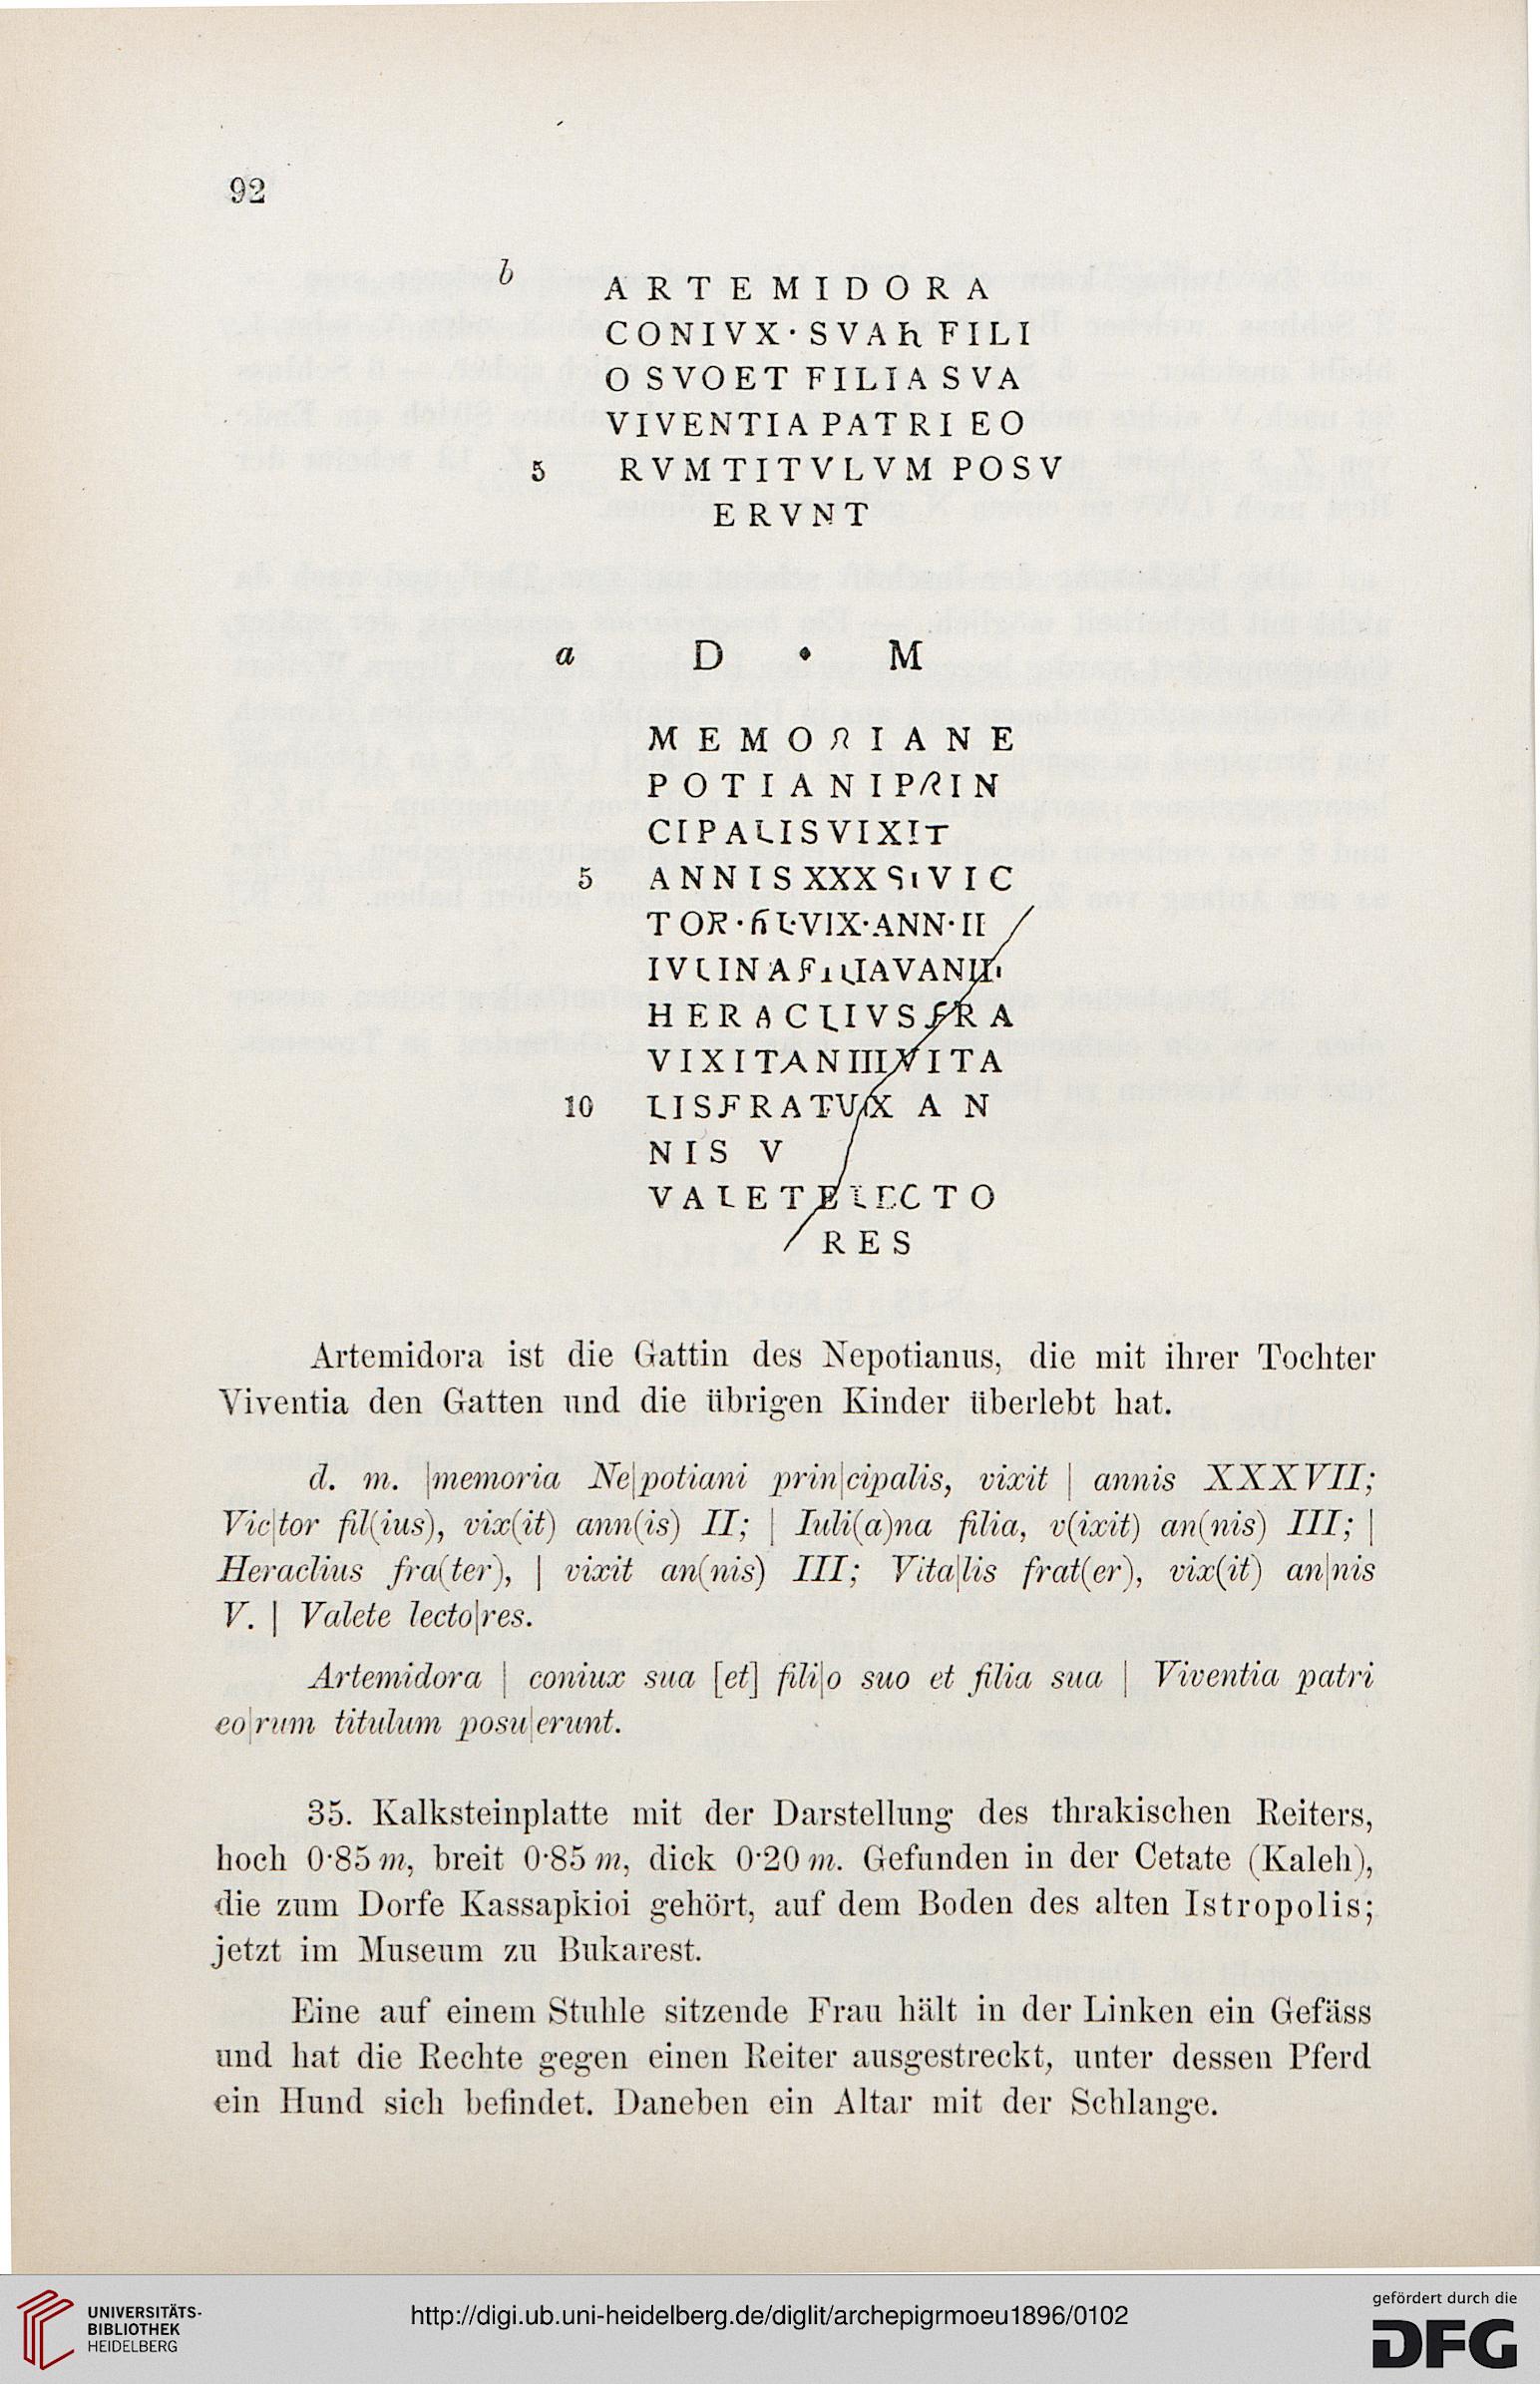 92
b
ARTEMIDORA
CONIVX · SVA FILI
O SVOET FILIA SVA
VIVENTIA PATRI EO
5 RVM TITVLVM POSV
ERVNT
a D • M
MEMORIANE
POTIANIPRIN
CIPALISVIXIT
5 ANNIS XXX VIC
TOR · L·VIX·ANN·II
IVLINAFILIAVANIII
HERACLIVSFRA
VIXITANIIIVITA
10 LISFRATVIX AN
NIS V
VALETELECTO
RES
Artemidora ist die Gattin des Nepotianus, die mit ihrer Tochter
Viventia den Gatten und die übrigen Kinder überlebt hat.
d. m. |memoria Ne|potiani prin|cipalis, vixit | annis XXXVII;
Vic|tor fil(ius), vix(it) ann(is) II; | Iuli(a)na filia, v(ixit) an(nis) III; |
Heraclius fra(ter), | vixit an(nis) III; Vita|lis frat(er), vix(it) an|nis
V. | Valete lecto|res.
Artemidora | coniux sua [et] fili|o suo et filia sua | Viventia patri
eo|rum titulum posu|erunt.
35. Kalksteinplatte mit der Darstellung des thrakischen Reiters,
hoch 0·85 m, breit 0·85 m, dick 0·20 m. Gefunden in der Cetate (Kaleh),
die zum Dorfe Kassapkioi gehört, auf dem Boden des alten Istropolis;
jetzt im Museum zu Bukarest.
Eine auf einem Stuhle sitzende Frau hält in der Linken ein Gefäss
und hat die Rechte gegen einen Reiter ausgestreckt, unter dessen Pferd
ein Hund sich befindet. Daneben ein Altar mit der Schlange.
UNIVERSITÄTS-
BIBLIOTHEK
HEIDELBERG
http://digi.ub.uni-heidelberg.de/diglit/archepigrmoeu1896/0102
gefördert durch die
DFG